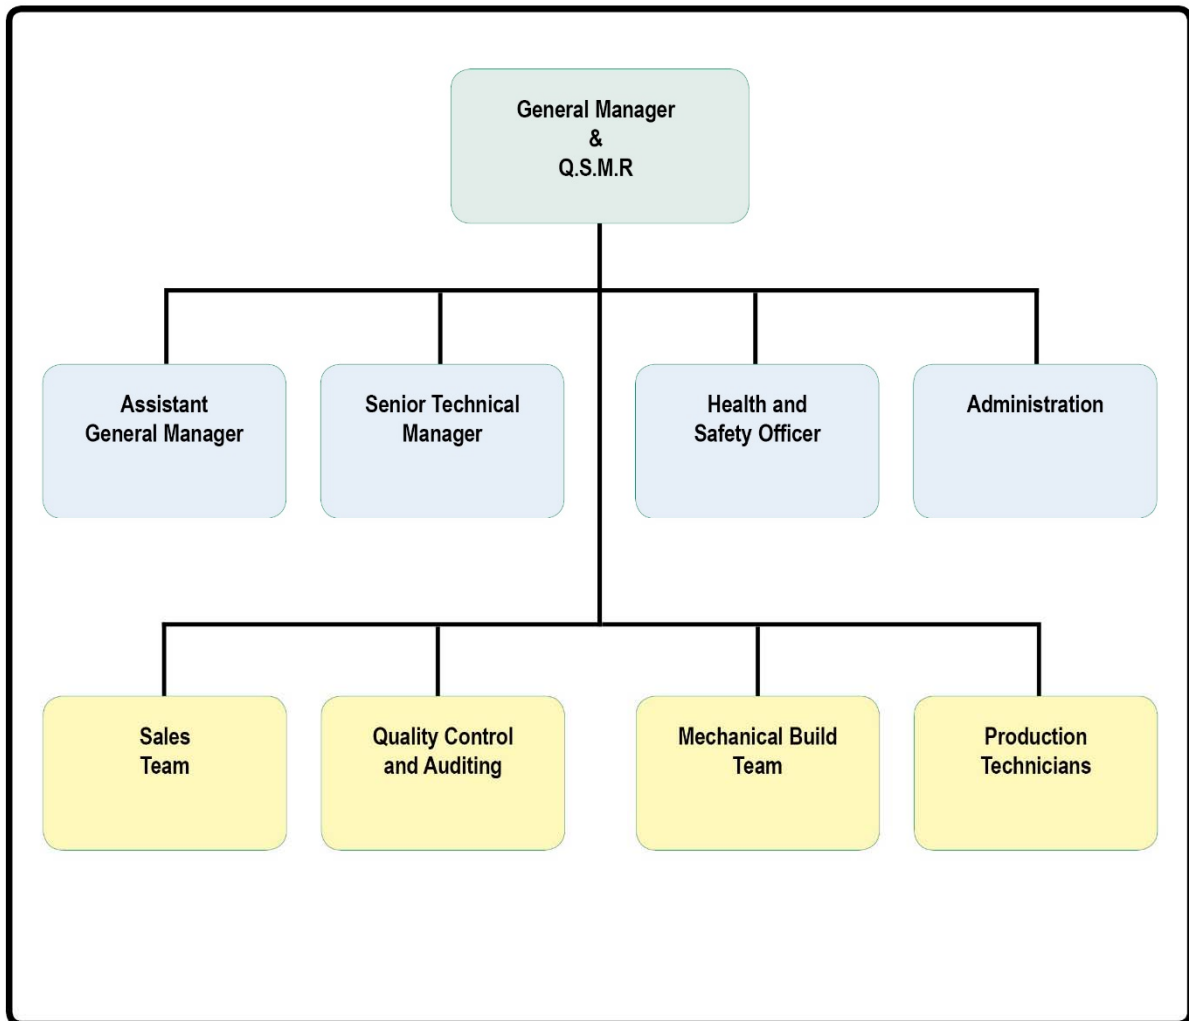 General Manager
&
Q.S.M.R
Assistant
General Manager
Senior Technical
Manager
Health and
Safety Officer
Administration
Sales
Team
Quality Control
and Auditing
Mechanical Build
Team
Production
Technicians